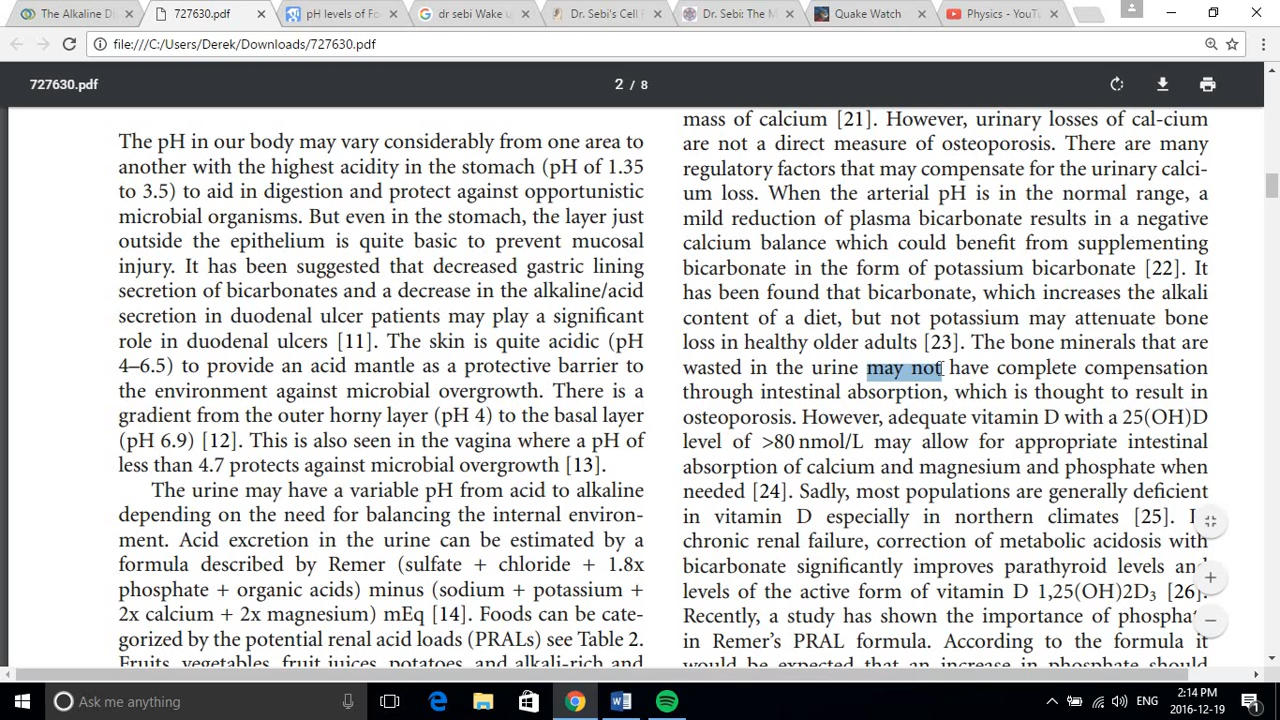 The Alkaline Di
727630.pdf
pH levels of Fo
dr sebi Wake u
Dr. Sebi's Cell F
Dr. Sebi: The M
Quake Watch
Physics - YouTu
file:///C:/Users/Derek/Downloads/727630.pdf
727630.pdf
2 / 8
The pH in our body may vary considerably from one area to
another with the highest acidity in the stomach (pH of 1.35
to 3.5) to aid in digestion and protect against opportunistic
microbial organisms. But even in the stomach, the layer just
outside the epithelium is quite basic to prevent mucosal
injury. It has been suggested that decreased gastric lining
secretion of bicarbonates and a decrease in the alkaline/acid
secretion in duodenal ulcer patients may play a significant
role in duodenal ulcers [11]. The skin is quite acidic (pH
4–6.5) to provide an acid mantle as a protective barrier to
the environment against microbial overgrowth. There is a
gradient from the outer horny layer (pH 4) to the basal layer
(pH 6.9) [12]. This is also seen in the vagina where a pH of
less than 4.7 protects against microbial overgrowth [13].
The urine may have a variable pH from acid to alkaline
depending on the need for balancing the internal environ-
ment. Acid excretion in the urine can be estimated by a
formula described by Remer (sulfate + chloride + 1.8x
phosphate + organic acids) minus (sodium + potassium +
2x calcium + 2x magnesium) mEq [14]. Foods can be cate-
gorized by the potential renal acid loads (PRALs) see Table 2.
Fruits, vegetables, fruit juices, potatoes, and alkali-rich and
mass of calcium [21]. However, urinary losses of cal-cium
are not a direct measure of osteoporosis. There are many
regulatory factors that may compensate for the urinary calci-
um loss. When the arterial pH is in the normal range, a
mild reduction of plasma bicarbonate results in a negative
calcium balance which could benefit from supplementing
bicarbonate in the form of potassium bicarbonate [22]. It
has been found that bicarbonate, which increases the alkali
content of a diet, but not potassium may attenuate bone
loss in healthy older adults [23]. The bone minerals that are
wasted in the urine may not have complete compensation
through intestinal absorption, which is thought to result in
osteoporosis. However, adequate vitamin D with a 25(OH)D
level of >80 nmol/L may allow for appropriate intestinal
absorption of calcium and magnesium and phosphate when
needed [24]. Sadly, most populations are generally deficient
in vitamin D especially in northern climates [25].
chronic renal failure, correction of metabolic acidosis with
bicarbonate significantly improves parathyroid levels and
levels of the active form of vitamin D 1,25(OH)2D₃ [26].
Recently, a study has shown the importance of phosphat
in Remer's PRAL formula. According to the formula it
would be expected that an increase in phosphate should
Ask me anything
ENG
2:14 PM
2016-12-19